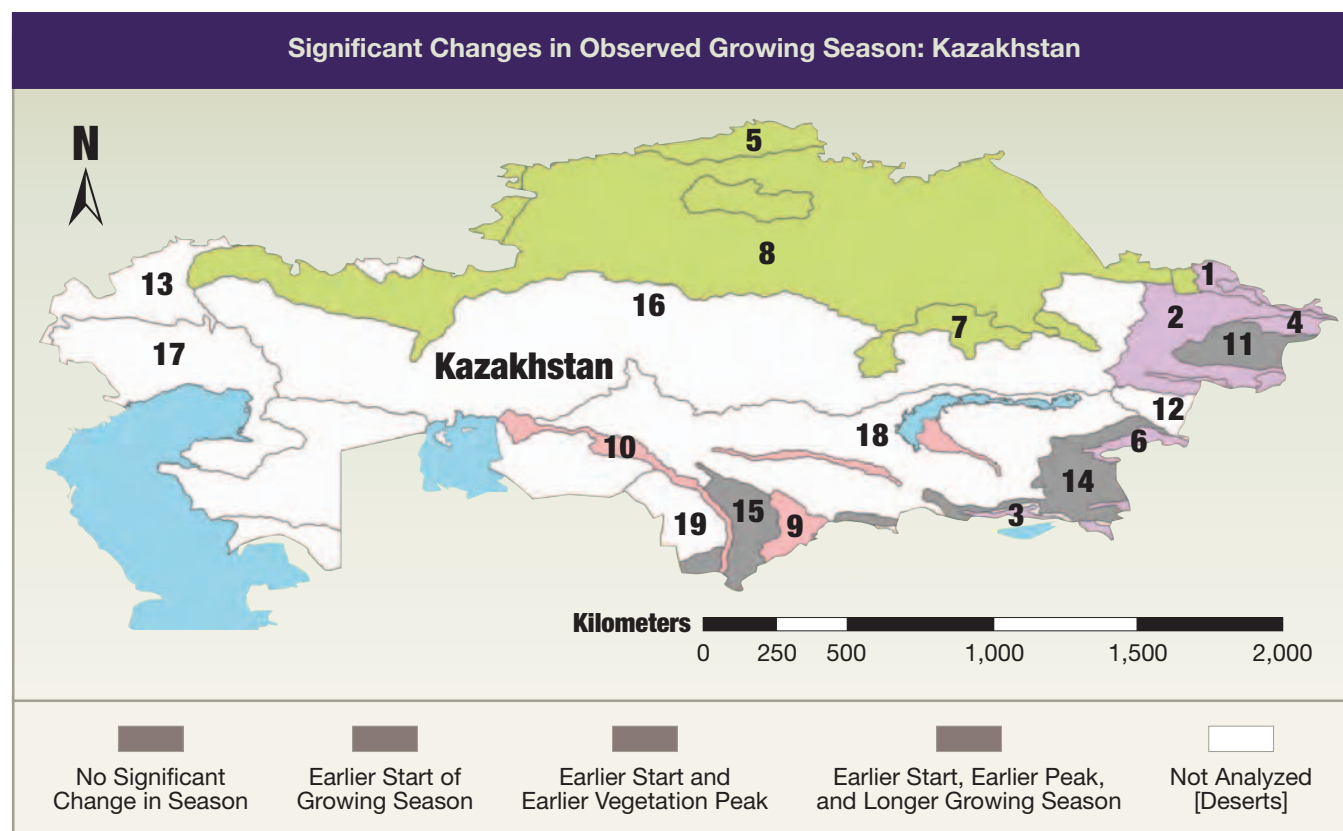 Significant Changes in Observed Growing Season: Kazakhstan
N
5
8
1
13
2
16
4
7
11
17
Kazakhstan
12
18
6
10
14
15
3
19
9
Kilometers
0 250 500 1,000 1,500 2,000
No Significant
Change in Season
Earlier Start of
Growing Season
Earlier Start and
Earlier Vegetation Peak
Earlier Start, Earlier Peak,
and Longer Growing Season
Not Analyzed
[Deserts]